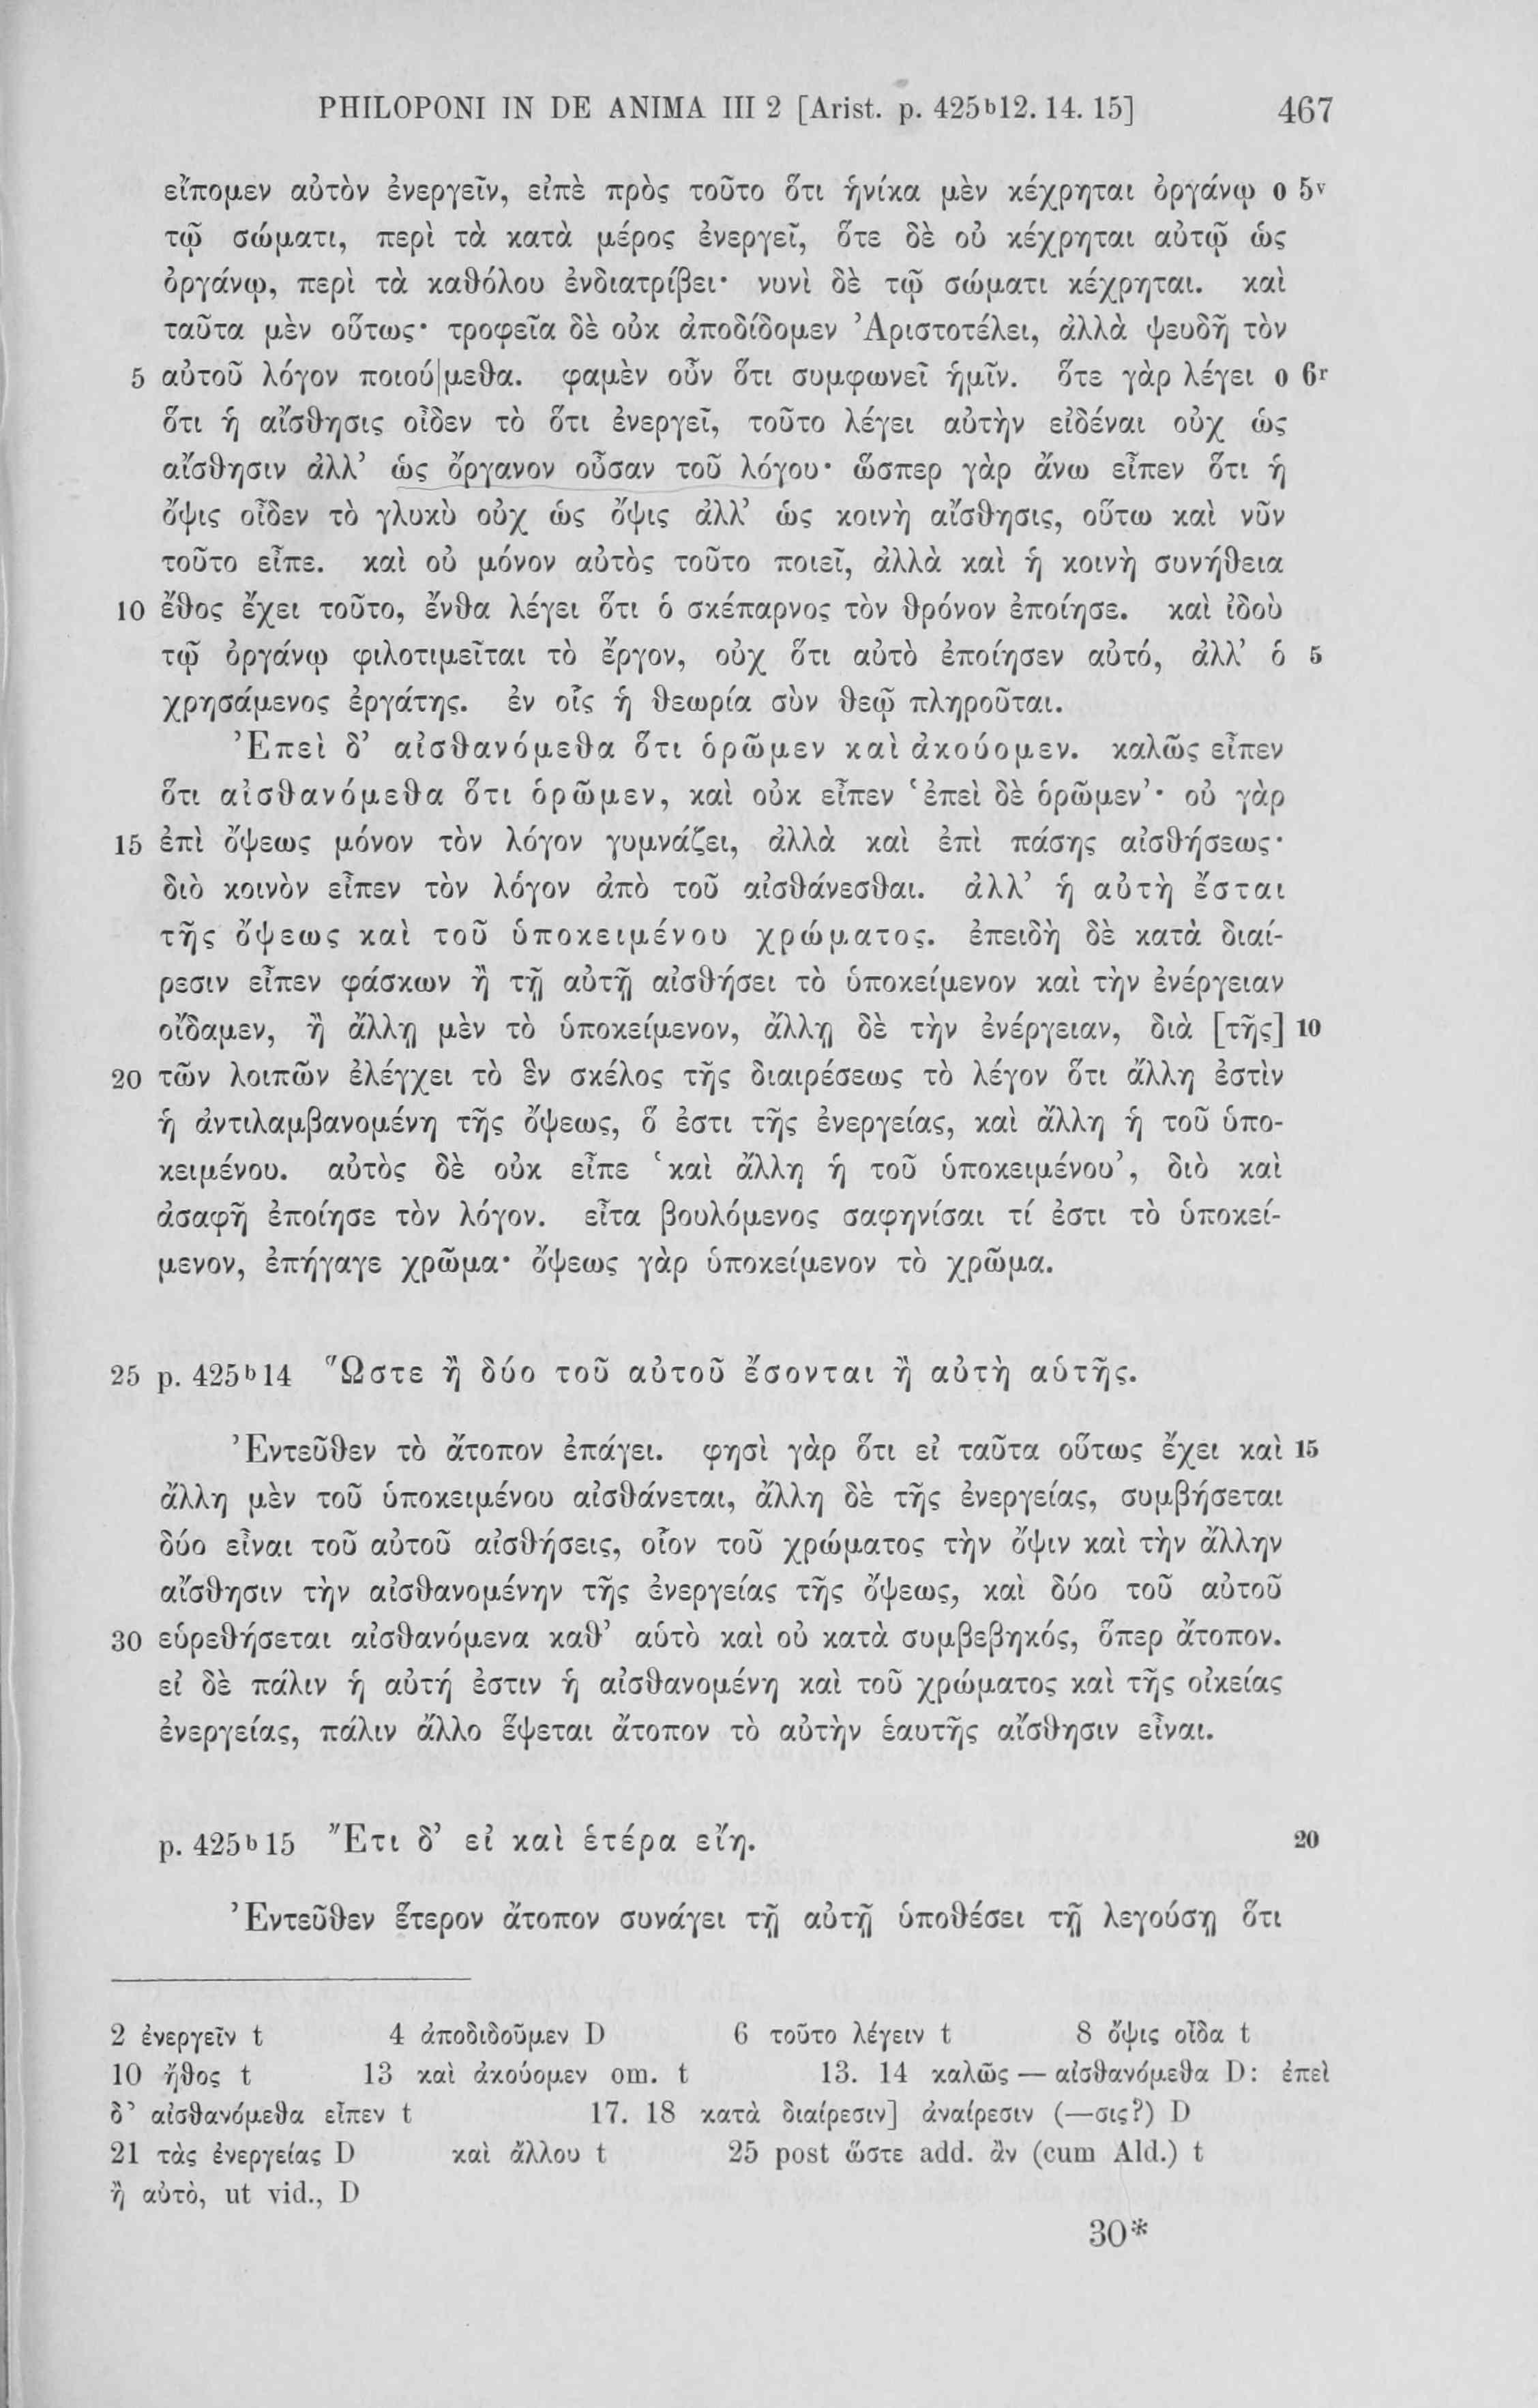 PHILOPONI IN DE ANIMA III 2 [Arist. p. 425ᵇ12. 14. 15] 467
εἴπομεν αὐτὸν ἐνεργεῖν, εἰπὲ πρὸς τοῦτο ὅτι ἡνίκα μὲν κέχρηται ὀργάνῳ o 5ᵛ
τῷ σώματι, περὶ τὰ κατὰ μέρος ἐνεργεῖ, ὅτε δὲ οὐ κέχρηται αὐτῷ ὡς
ὀργάνῳ, περὶ τὰ καθόλου ἐνδιατρίβει· νυνὶ δὲ τῷ σώματι κέχρηται. καὶ
ταῦτα μὲν οὕτως· τροφεῖα δὲ οὐκ ἀποδίδομεν Ἀριστοτέλει, ἀλλὰ ψευδῆ τὸν
5 αὐτοῦ λόγον ποιού|μεθα. φαμὲν οὖν ὅτι συμφωνεῖ ἡμῖν. ὅτε γὰρ λέγει o 6ʳ
ὅτι ἡ αἴσθησις οἶδεν τὸ ὅτι ἐνεργεῖ, τοῦτο λέγει αὐτὴν εἰδέναι οὐχ ὡς
αἴσθησιν ἀλλ’ ὡς ὄργανον οὖσαν τοῦ λόγου· ὥσπερ γὰρ ἄνω εἶπεν ὅτι ἡ
ὄψις οἶδεν τὸ γλυκὺ οὐχ ὡς ὄψις ἀλλ’ ὡς κοινὴ αἴσθησις, οὕτω καὶ νῦν
τοῦτο εἶπε. καὶ οὐ μόνον αὐτὸς τοῦτο ποιεῖ, ἀλλὰ καὶ ἡ κοινὴ συνήθεια
10 ἔθος ἔχει τοῦτο, ἔνθα λέγει ὅτι ὁ σκέπαρνος τὸν θρόνον ἐποίησε. καὶ ἰδοὺ
τῷ ὀργάνῳ φιλοτιμεῖται τὸ ἔργον, οὐχ ὅτι αὐτὸ ἐποίησεν αὐτό, ἀλλ’ ὁ 5
χρησάμενος ἐργάτης. ἐν οἷς ἡ θεωρία σὺν θεῷ πληροῦται.
Ἐπεὶ δ’ αἰσθανόμεθα ὅτι ὁρῶμεν καὶ ἀκούομεν. καλῶς εἶπεν
ὅτι αἰσθανόμεθα ὅτι ὁρῶμεν, καὶ οὐκ εἶπεν ‘ἐπεὶ δὲ ὁρῶμεν’· οὐ γὰρ
15 ἐπὶ ὄψεως μόνον τὸν λόγον γυμνάζει, ἀλλὰ καὶ ἐπὶ πάσης αἰσθήσεως·
διὸ κοινὸν εἶπεν τὸν λόγον ἀπὸ τοῦ αἰσθάνεσθαι. ἀλλ’ ἡ αὐτὴ ἔσται
τῆς ὄψεως καὶ τοῦ ὑποκειμένου χρώματος. ἐπειδὴ δὲ κατὰ διαί-
ρεσιν εἶπεν φάσκων ἢ τῇ αὐτῇ αἰσθήσει τὸ ὑποκείμενον καὶ τὴν ἐνέργειαν
οἴδαμεν, ἢ ἄλλῃ μὲν τὸ ὑποκείμενον, ἄλλῃ δὲ τὴν ἐνέργειαν, διὰ [τῆς] 10
20 τῶν λοιπῶν ἐλέγχει τὸ ἓν σκέλος τῆς διαιρέσεως τὸ λέγον ὅτι ἄλλη ἐστὶν
ἡ ἀντιλαμβανομένη τῆς ὄψεως, ὅ ἐστι τῆς ἐνεργείας, καὶ ἄλλη ἡ τοῦ ὑπο-
κειμένου. αὐτὸς δὲ οὐκ εἶπε ‘καὶ ἄλλη ἡ τοῦ ὑποκειμένου’, διὸ καὶ
ἀσαφῆ ἐποίησε τὸν λόγον. εἶτα βουλόμενος σαφηνίσαι τί ἐστι τὸ ὑποκεί-
μενον, ἐπήγαγε χρῶμα· ὄψεως γὰρ ὑποκείμενον τὸ χρῶμα.
25 p. 425ᵇ14 Ὥστε ἢ δύο τοῦ αὐτοῦ ἔσονται ἢ αὐτὴ αὑτῆς.
Ἐντεῦθεν τὸ ἄτοπον ἐπάγει. φησὶ γὰρ ὅτι εἰ ταῦτα οὕτως ἔχει καὶ 15
ἄλλη μὲν τοῦ ὑποκειμένου αἰσθάνεται, ἄλλη δὲ τῆς ἐνεργείας, συμβήσεται
δύο εἶναι τοῦ αὐτοῦ αἰσθήσεις, οἷον τοῦ χρώματος τὴν ὄψιν καὶ τὴν ἄλλην
αἴσθησιν τὴν αἰσθανομένην τῆς ἐνεργείας τῆς ὄψεως, καὶ δύο τοῦ αὐτοῦ
30 εὑρεθήσεται αἰσθανόμενα καθ’ αὑτὸ καὶ οὐ κατὰ συμβεβηκός, ὅπερ ἄτοπον.
εἰ δὲ πάλιν ἡ αὐτή ἐστιν ἡ αἰσθανομένη καὶ τοῦ χρώματος καὶ τῆς οἰκείας
ἐνεργείας, πάλιν ἄλλο ἕψεται ἄτοπον τὸ αὐτὴν ἑαυτῆς αἴσθησιν εἶναι.
p. 425ᵇ15 Ἔτι δ’ εἰ καὶ ἑτέρα εἴη. 20
Ἐντεῦθεν ἕτερον ἄτοπον συνάγει τῇ αὐτῇ ὑποθέσει τῇ λεγούσῃ ὅτι
2 ἐνεργεῖν t 4 ἀποδιδοῦμεν D 6 τοῦτο λέγειν t 8 ὄψις οἶδα t
10 ἦθος t 13 καὶ ἀκούομεν om. t 13. 14 καλῶς — αἰσθανόμεθα D: ἐπεὶ
δ’ αἰσθανόμεθα εἶπεν t 17. 18 κατὰ διαίρεσιν] ἀναίρεσιν (—σις?) D
21 τὰς ἐνεργείας D καὶ ἄλλου t 25 post ὥστε add. ἂν (cum Ald.) t
ἢ αὐτὸ, ut vid., D
30*